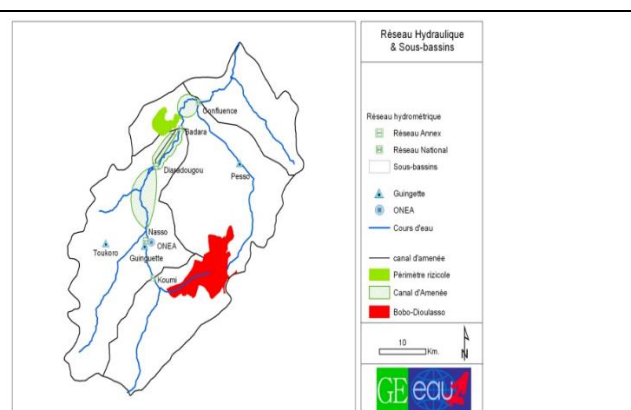 Réseau Hydraulique
& Sous-bassins
Confluence
Badara
Diaradougou
Pesso
Nasso
ONEA
Toukoro
Guinguette
Koumi
Réseau hydrométrique
Réseau Annex
Réseau National
Sous-bassins
Guingette
ONEA
Cours d'eau
canal d'amenée
Périmètre rizicole
Canal d'Amenée
Bobo-Dioulasso
10
Km.
N
GE eau